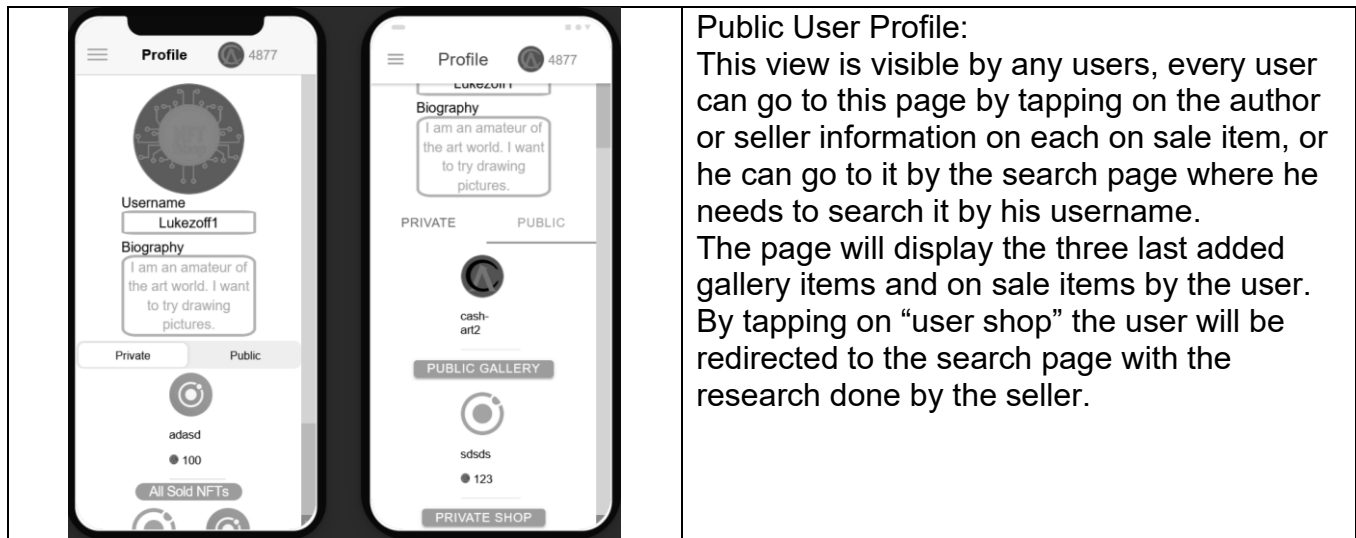 Profile
4877
NFT
Username
Lukezoff1
Biography
I am an amateur of
the art world. I want
to try drawing
pictures.
Private Public
adasd
100
All Sold NFTs
Profile
4877
Lukezoff1
Biography
I am an amateur of
the art world. I want
to try drawing
pictures.
PRIVATE PUBLIC
cash-
art2
PUBLIC GALLERY
sdsds
123
PRIVATE SHOP
Public User Profile:
This view is visible by any users, every user
can go to this page by tapping on the author
or seller information on each on sale item, or
he can go to it by the search page where he
needs to search it by his username.
The page will display the three last added
gallery items and on sale items by the user.
By tapping on “user shop” the user will be
redirected to the search page with the
research done by the seller.